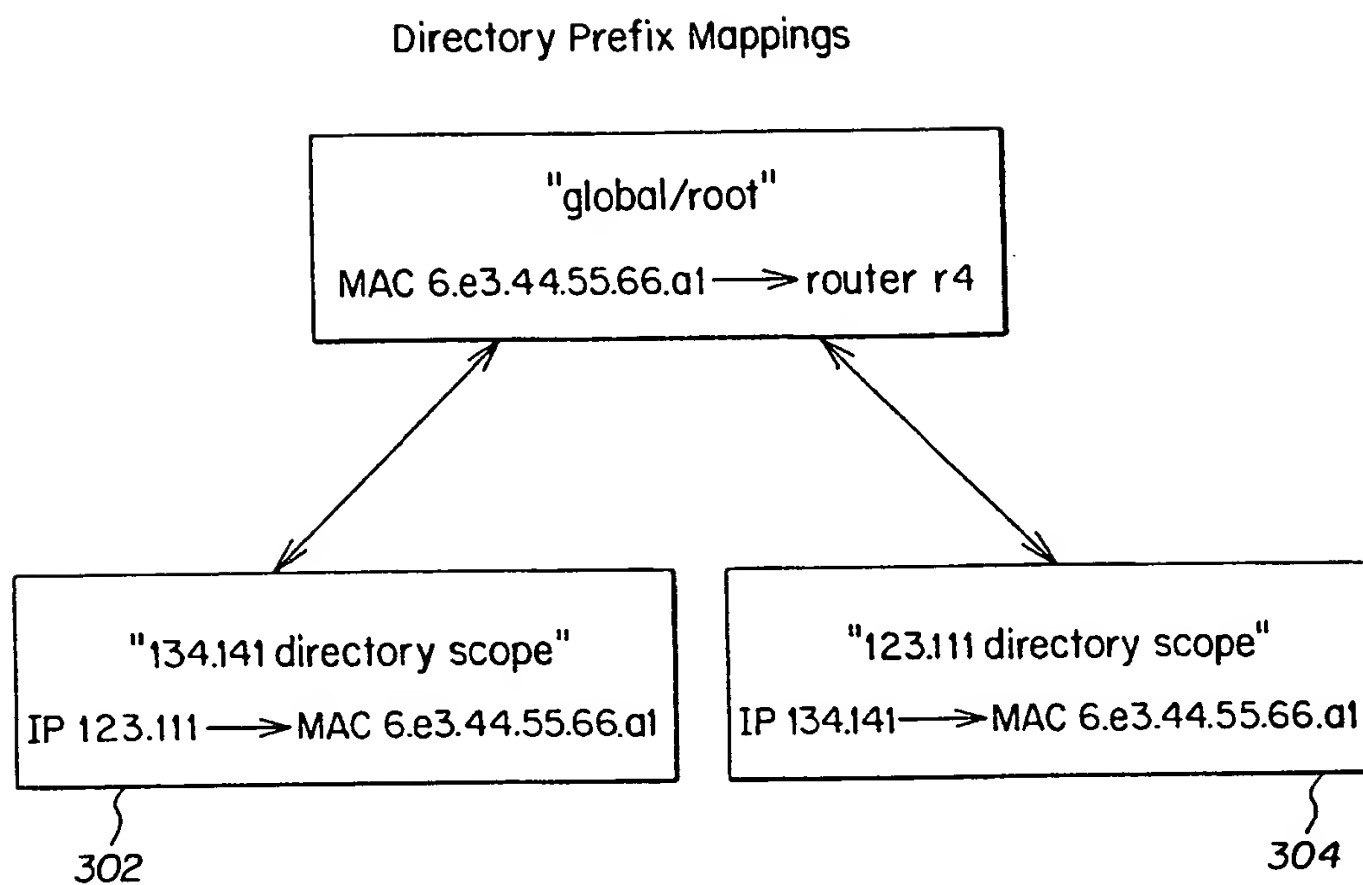 Directory Prefix Mappings
"global/root"
MAC 6.e3.44.55.66.a1 → router r4
"134.141 directory scope"
IP 123.111 → MAC 6.e3.44.55.66.a1
302
"123.111 directory scope"
IP 134.141 → MAC 6.e3.44.55.66.a1
304